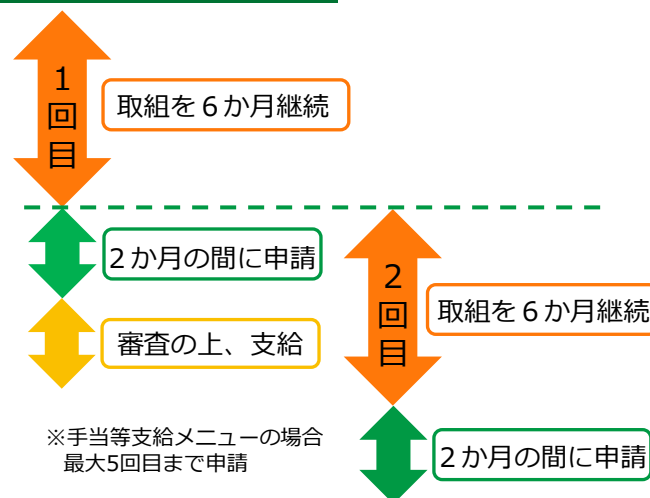 1回目
取組を６か月継続
２か月の間に申請
審査の上、支給
2回目
取組を６か月継続
２か月の間に申請
※手当等支給メニューの場合
最大5回目まで申請